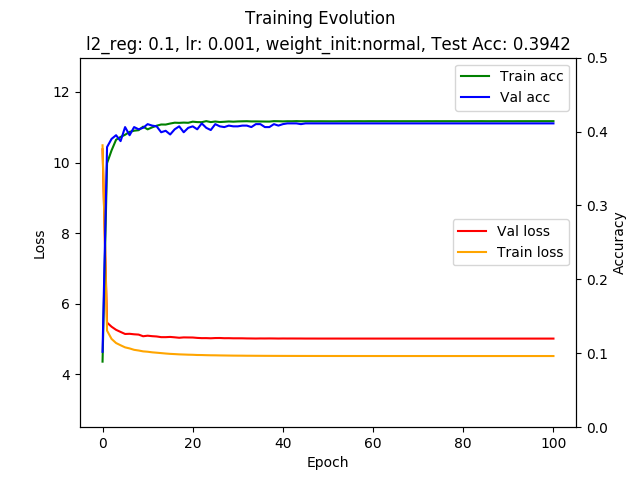 Training Evolution
l2_reg: 0.1, lr: 0.001, weight_init:normal, Test Acc: 0.3942
Train acc
Val acc
Val loss
Train loss
12
10
8
6
4
Loss
0.5
0.4
0.3
0.2
0.1
0.0
Accuracy
0 20 40 60 80 100
Epoch